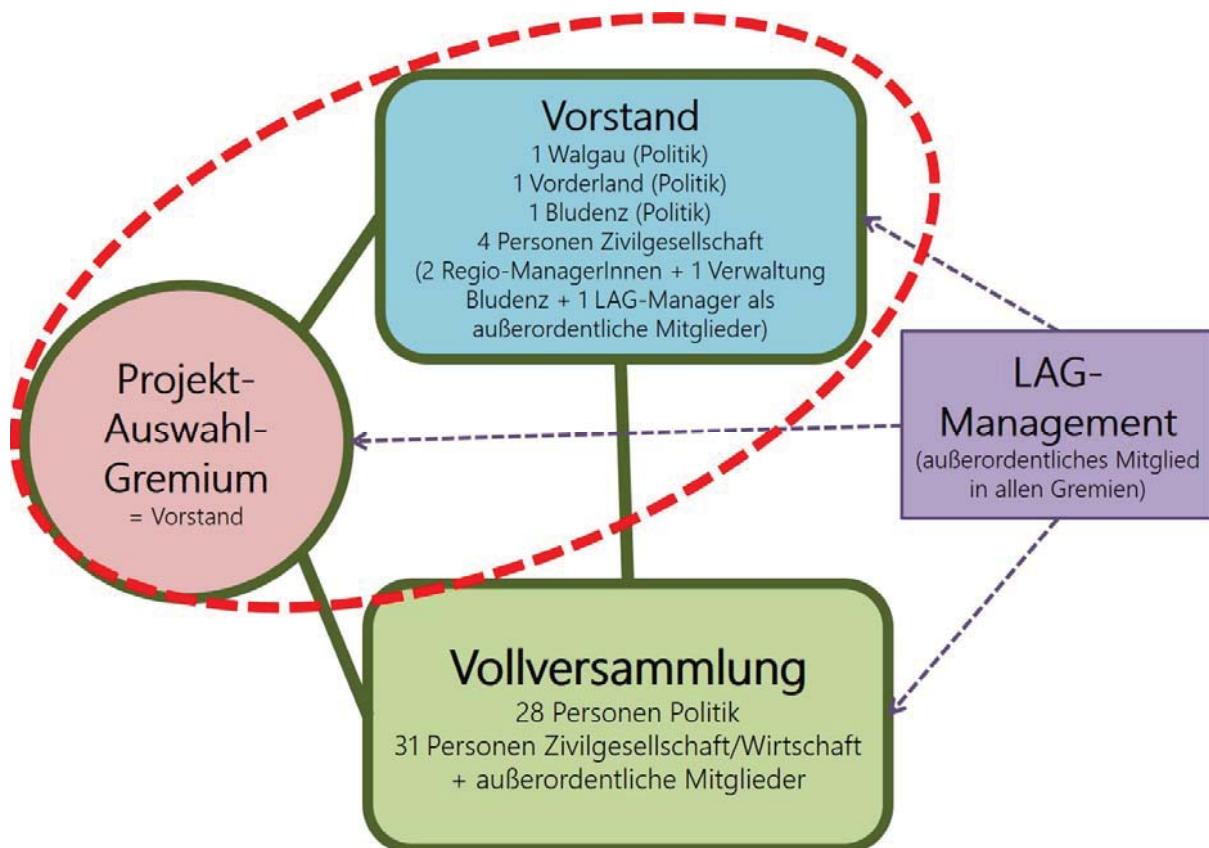 Vorstand
1 Walgau (Politik)
1 Vorderland (Politik)
1 Bludenz (Politik)
4 Personen Zivilgesellschaft
(2 Regio-ManagerInnen + 1 Verwaltung
Bludenz + 1 LAG-Manager als
außerordentliche Mitglieder)
Projekt-
Auswahl-
Gremium
= Vorstand
LAG-
Management
(außerordentliches Mitglied
in allen Gremien)
Vollversammlung
28 Personen Politik
31 Personen Zivilgesellschaft/Wirtschaft
+ außerordentliche Mitglieder